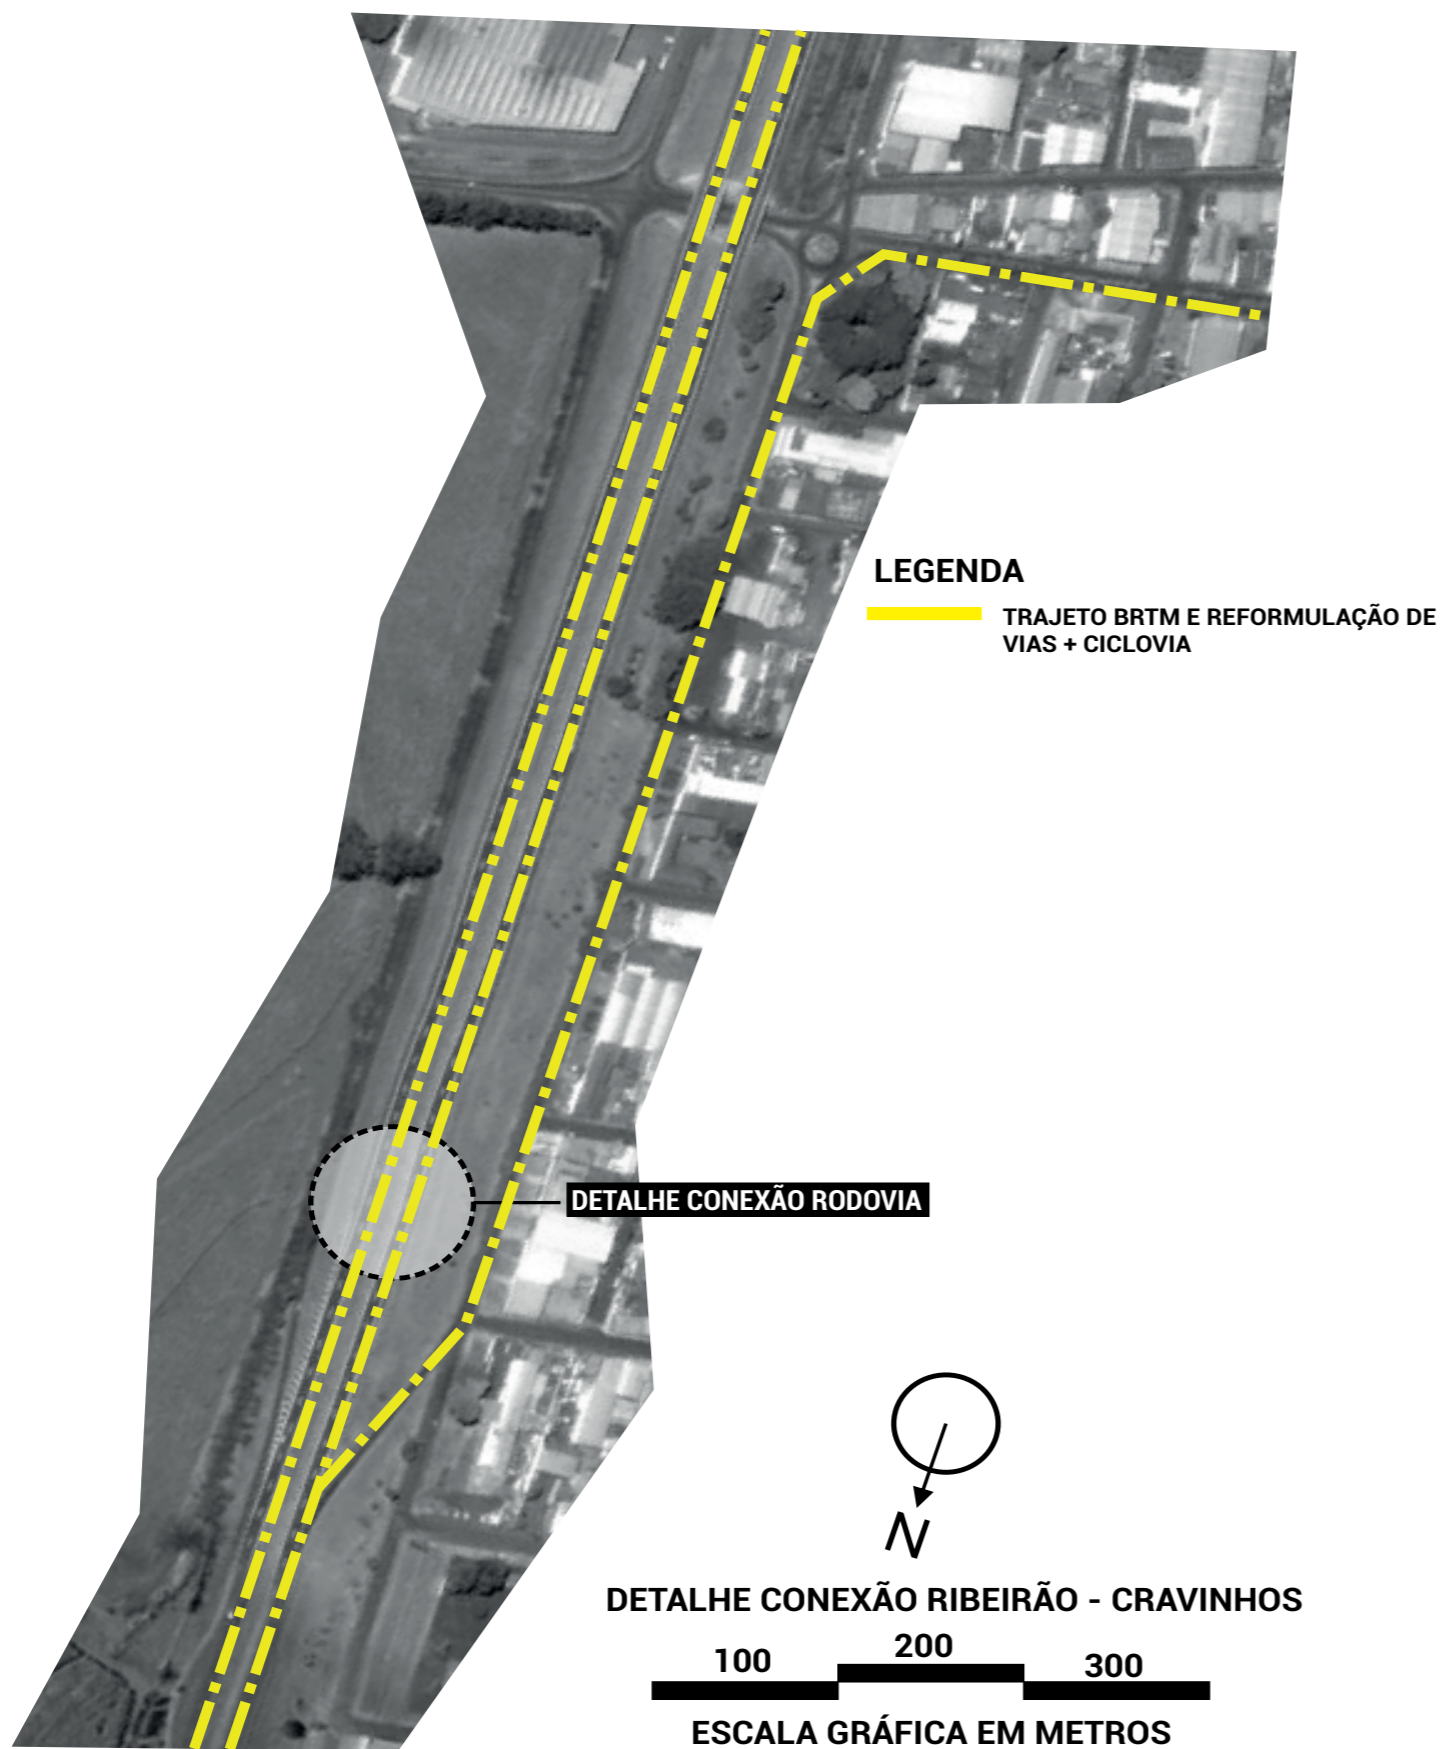 LEGENDA
TRAJETO BRTM E REFORMULAÇÃO DE
VIAS + CICLOVIA
DETALHE CONEXÃO RODOVIA
N
DETALHE CONEXÃO RIBEIRÃO - CRAVINHOS
100 200 300
ESCALA GRÁFICA EM METROS